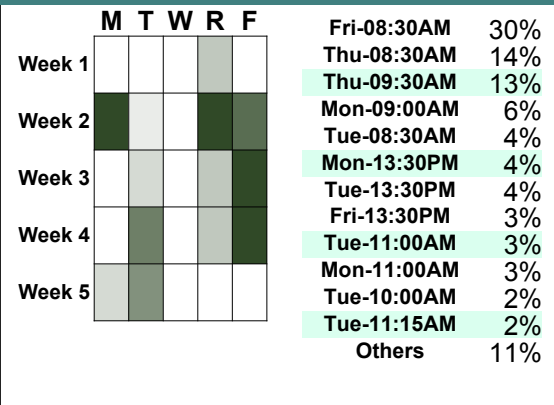 M T W R F
Week 1
Week 2
Week 3
Week 4
Week 5
Fri-08:30AM 30%
Thu-08:30AM 14%
Thu-09:30AM 13%
Mon-09:00AM 6%
Tue-08:30AM 4%
Mon-13:30PM 4%
Tue-13:30PM 4%
Fri-13:30PM 3%
Tue-11:00AM 3%
Mon-11:00AM 3%
Tue-10:00AM 2%
Tue-11:15AM 2%
Others 11%